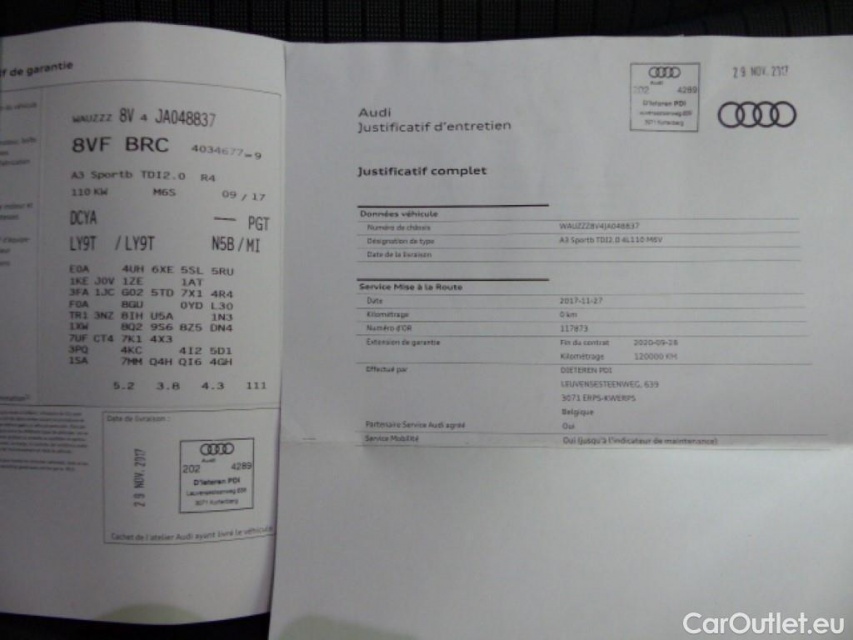 de garantie
WAUZZZ 8V 4 JA048837
8VF BRC 4034677-9
A3 Sportb TDI2.0 R4
110 KW M6S 09 / 17
DCYA — PGT
LY9T / LY9T N5B / MI
E0A 4UH 6XE 5SL 5RU
1KE J0V 1ZE 1AT
3FA 1JC G02 5TD 7X1 4R4
F0A 8GU 0YD L30
TR1 3NZ 8IH U5A 1N3
1XW 8Q2 9S6 8Z5 DN4
7UF CT4 7K1 4X3
3PQ 4KC 4I2 5D1
1SA 7MM Q4H QI6 4GH
5.2 3.8 4.3 111
Date de livraison :
29 NOV. 2017
Audi
202 4289
D'Ieteren PDI
Leuvensesteenweg 639
3071 Kortenberg
Cachet de l'atelier Audi ayant livré le véhicule
Audi
Justificatif d'entretien
202 4289
D'Ieteren PDI
Leuvensesteenweg 639
3071 Kortenberg
29 NOV. 2017
Justificatif complet
Données véhicule
Numéro de châssis WAUZZZ8V4JA048837
Désignation de type A3 Sportb TDI2.0 4L110 M6V
Date de la livraison
Service Mise à la Route
Date 2017-11-27
Kilométrage 0 km
Numéro d'OR 117873
Extension de garantie Fin du contrat 2020-09-28
Kilométrage 120000 KM
Effectué par DIETEREN PDI
LEUVENSESTEENWEG, 639
3071 ERPS-KWERPS
Belgique
Partenaire Service Audi agréé Oui
Service Mobilité Oui (jusqu'à l'indicateur de maintenance)
CarOutlet.eu